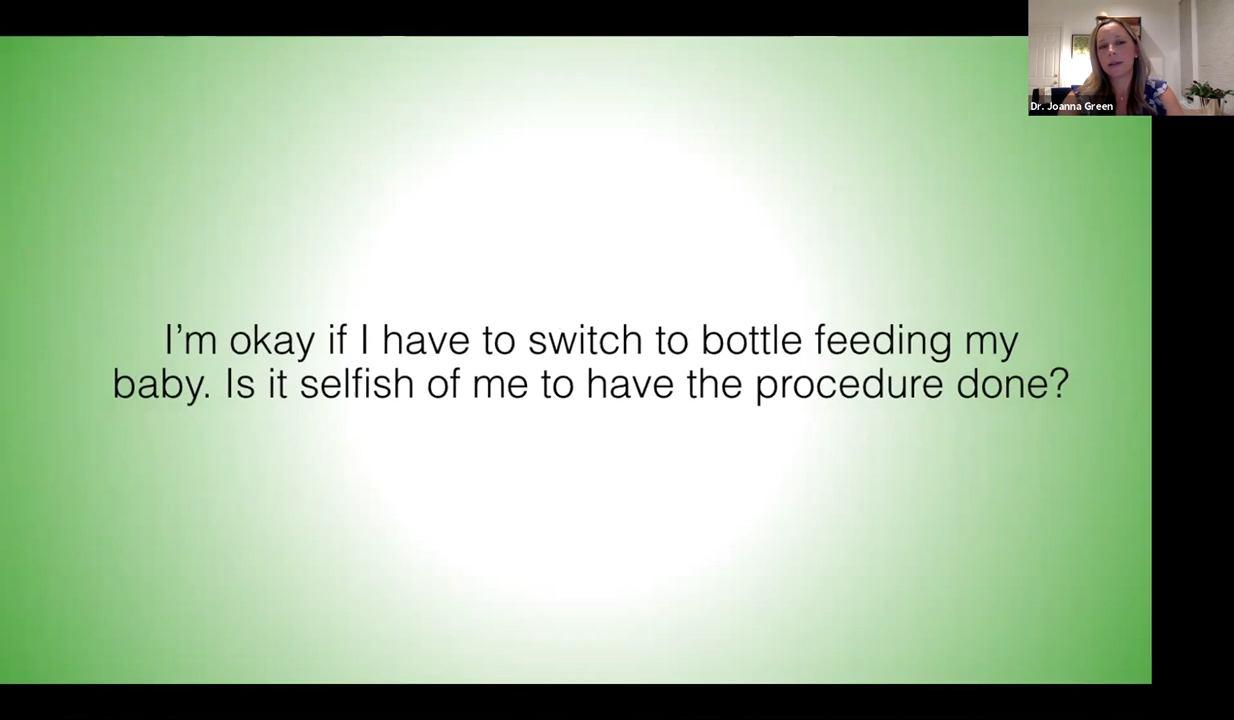 Dr. Joanna Green
I'm okay if I have to switch to bottle feeding my
baby. Is it selfish of me to have the procedure done?